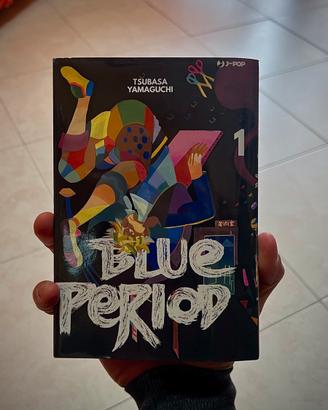 J-POP
TSUBASA
YAMAGUCHI
1
BLUE
PERIOD